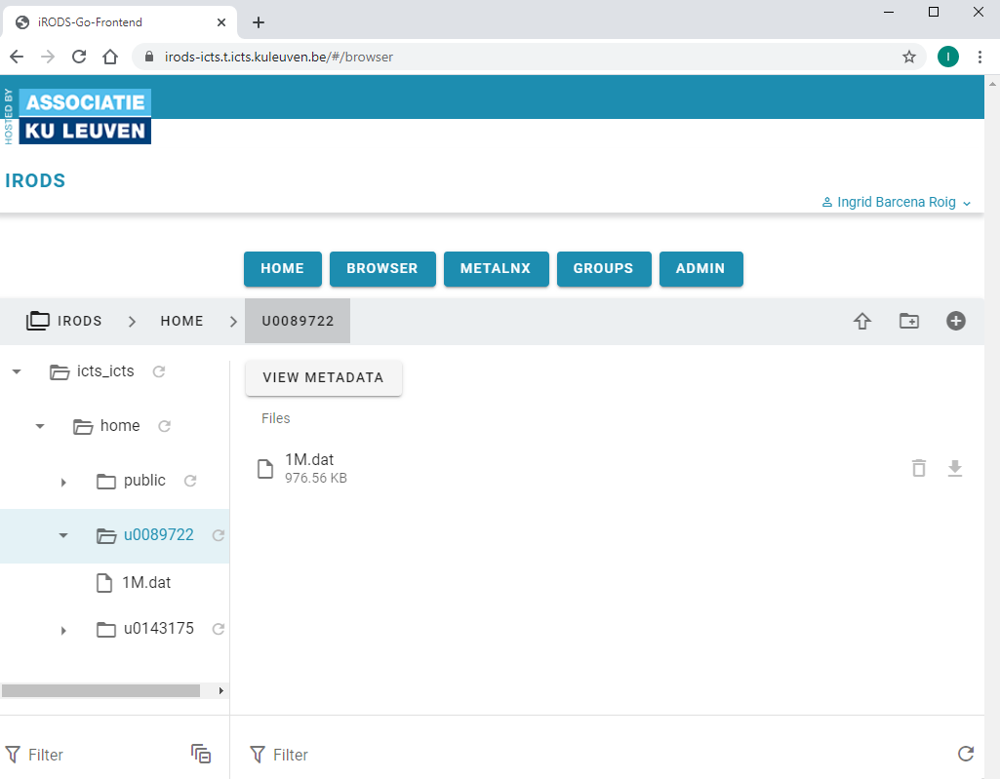 iRODS-Go-Frontend
irods-icts.t.icts.kuleuven.be/#/browser
I
HOSTED BY
ASSOCIATIE
KU LEUVEN
IRODS
Ingrid Barcena Roig
HOME BROWSER METALNX GROUPS ADMIN
IRODS HOME U0089722
icts_icts
home
public
u0089722
1M.dat
u0143175
Filter
VIEW METADATA
Files
1M.dat
976.56 KB
Filter